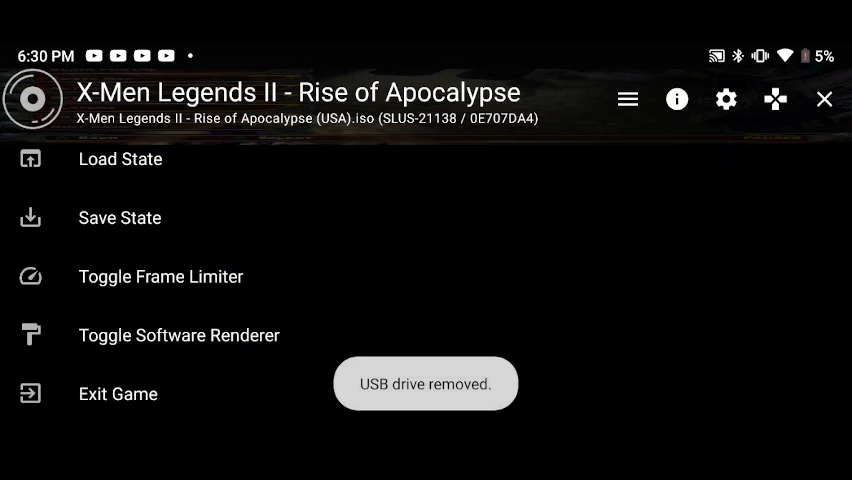 6:30 PM
5%
X-Men Legends II - Rise of Apocalypse
X-Men Legends II - Rise of Apocalypse (USA).iso (SLUS-21138 / 0E707DA4)
Load State
Save State
Toggle Frame Limiter
Toggle Software Renderer
Exit Game
USB drive removed.